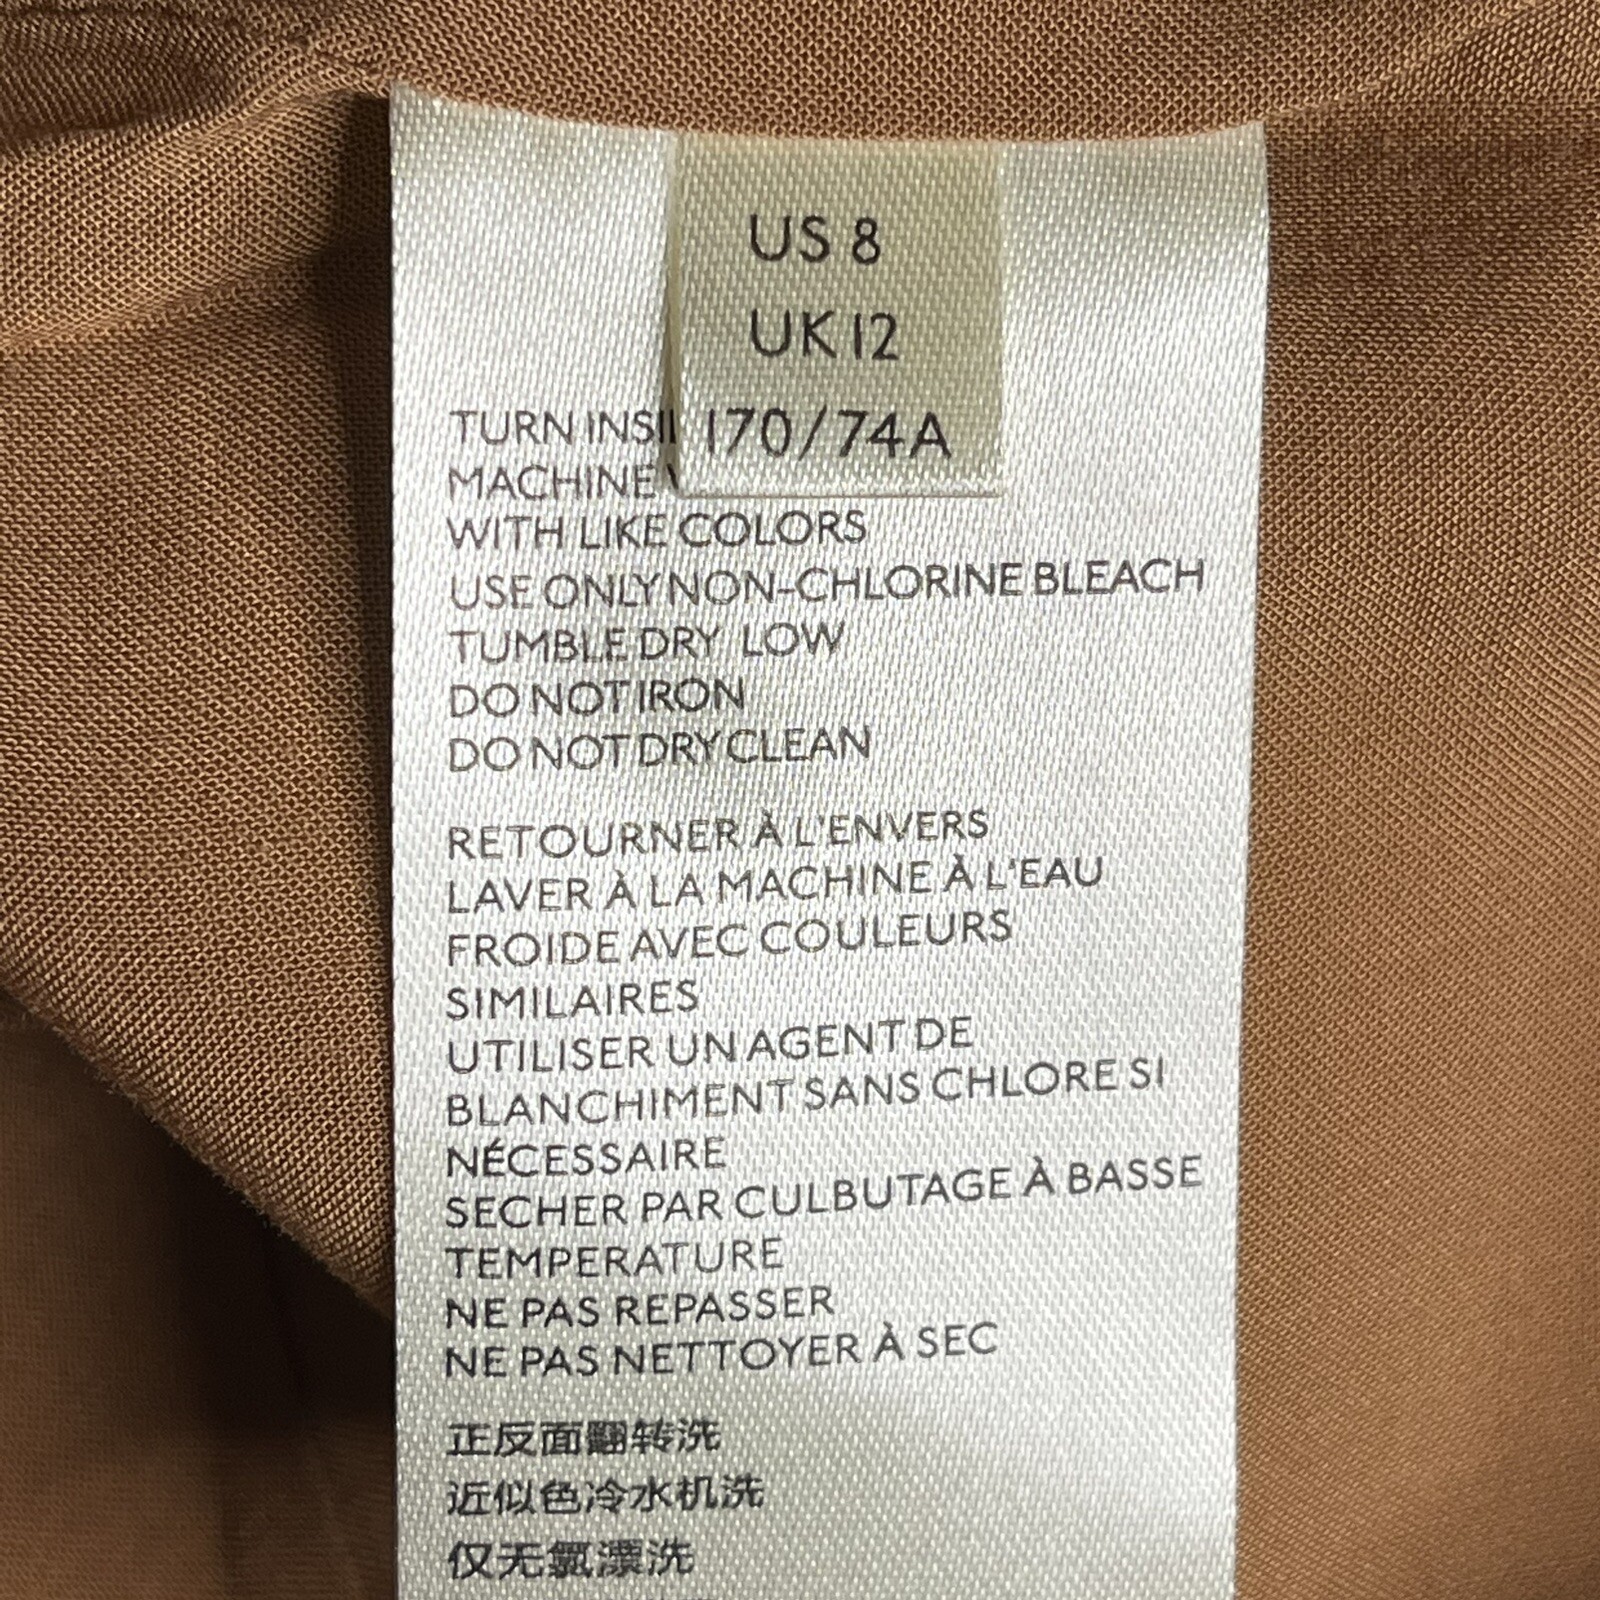 US 8
UK 12
170/74A
TURN
MACHINE
WITH LIKE COLORS
USE ONLY NON-CHLORINE BLEACH
TUMBLE DRY LOW
DO NOT IRON
DO NOT DRY CLEAN
RETOURNER À L'ENVERS
LAVER À LA MACHINE À L'EAU
FROIDE AVEC COULEURS
SIMILAIRES
UTILISER UN AGENT DE
BLANCHIMENT SANS CHLORE SI
NÉCESSAIRE
SECHER PAR CULBUTAGE À BASSE
TEMPERATURE
NE PAS REPASSER
NE PAS NETTOYER À SEC
正反面翻转洗
近似色冷水机洗
仅无氯漂洗